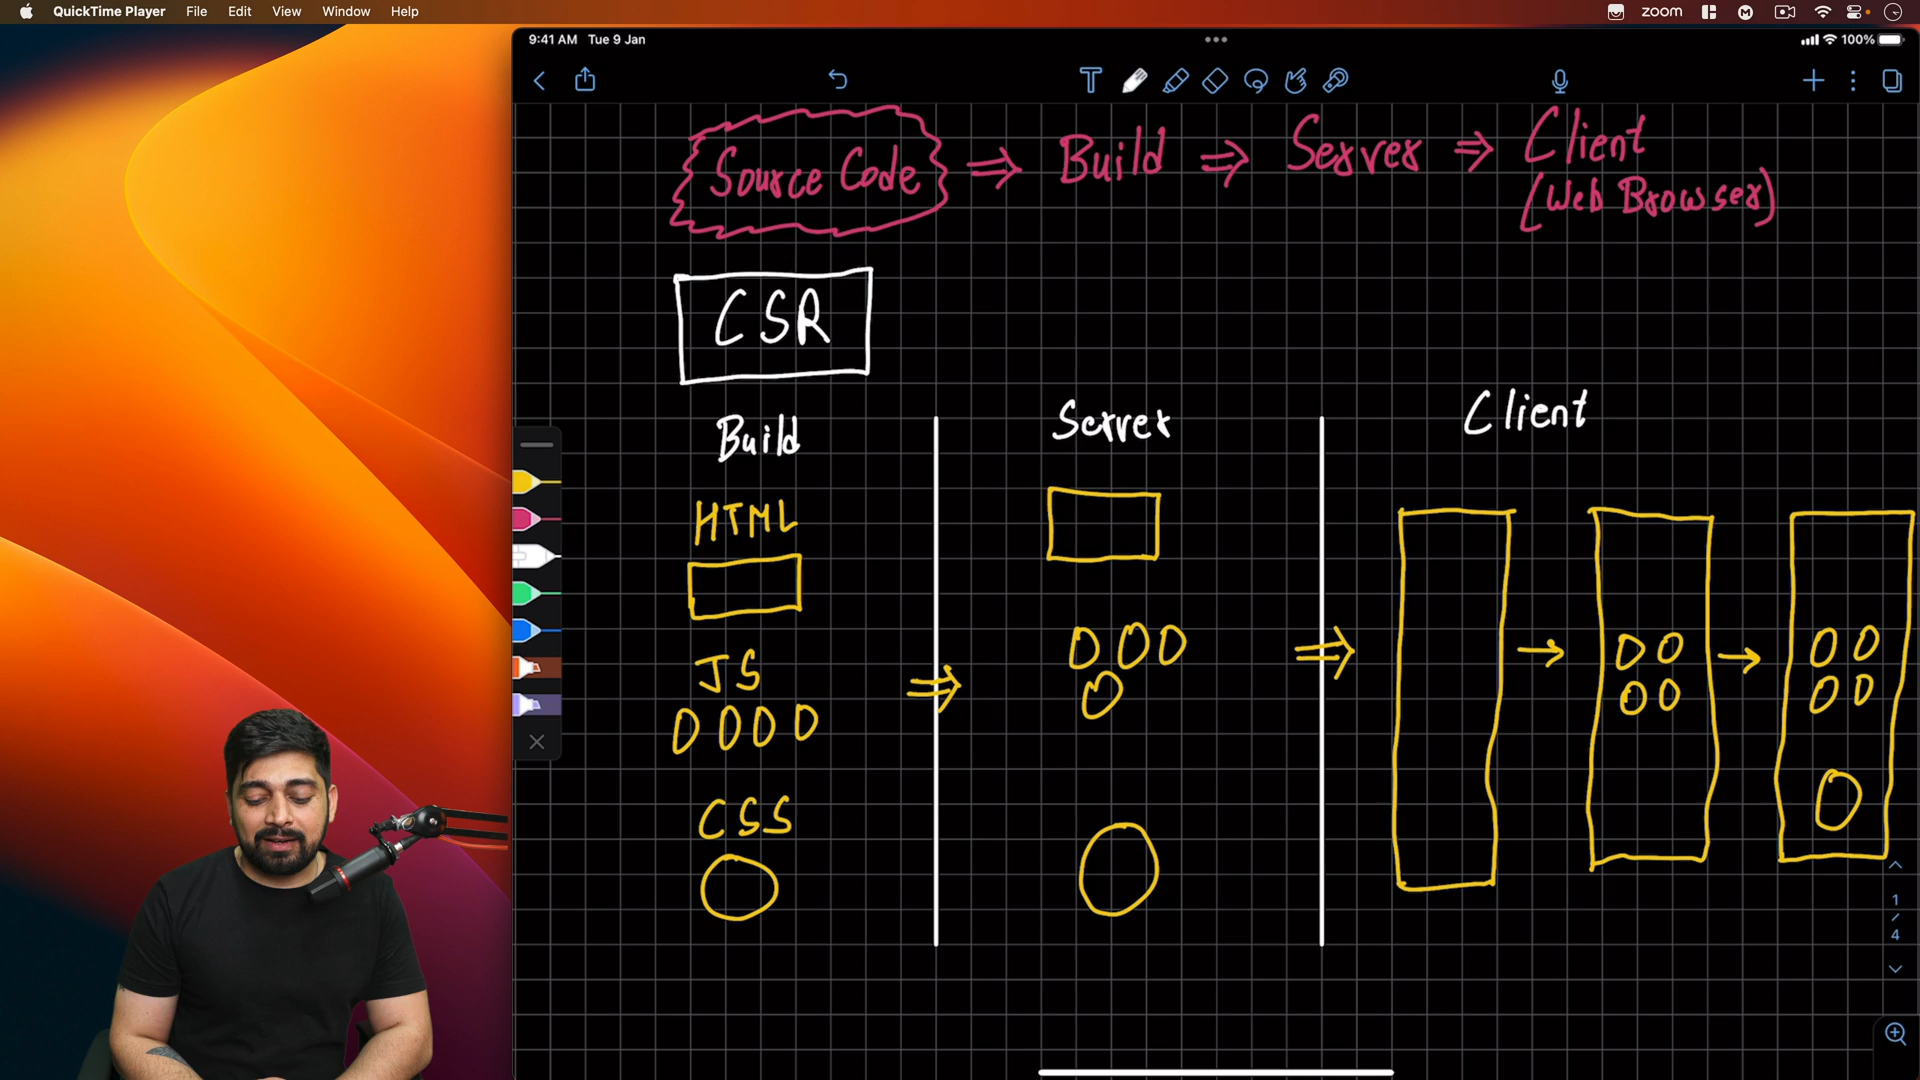 QuickTime Player File Edit View Window Help zoom
9:41 AM Tue 9 Jan 100%
Source Code ⇒ Build ⇒ Server ⇒ Client
(Web Browser)
CSR
Build Server Client
HTML
JS
CSS
1
/
4